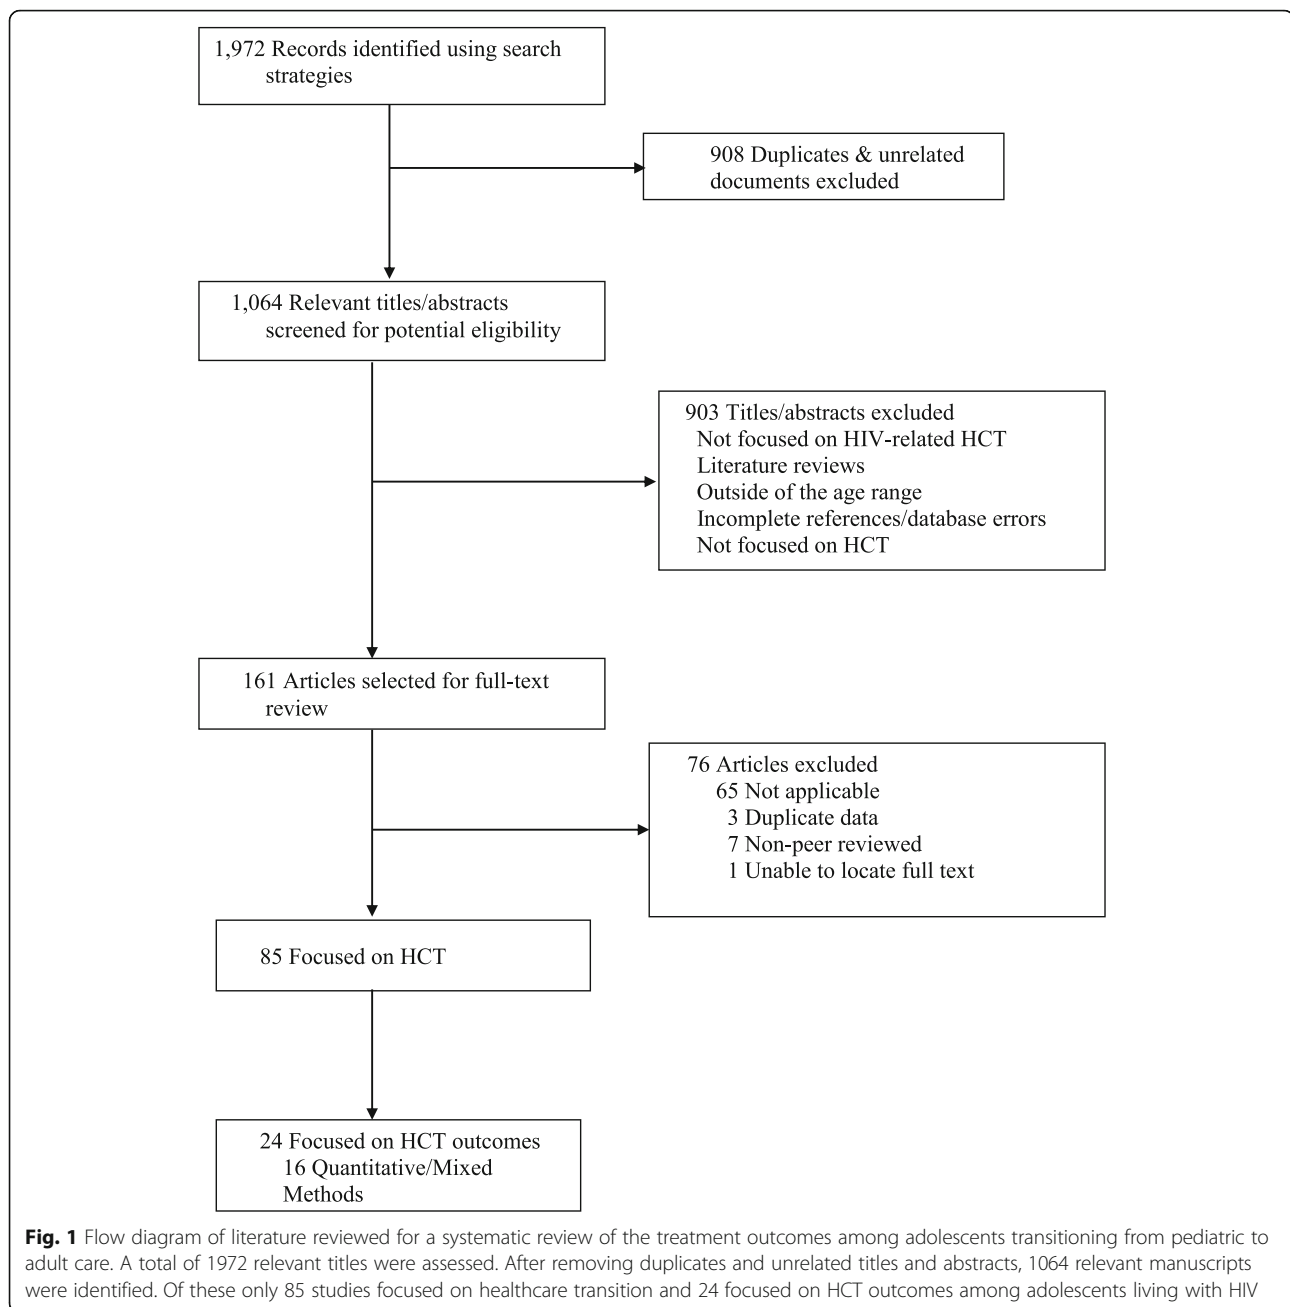 1,972 Records identified using search
strategies
908 Duplicates & unrelated
documents excluded
1,064 Relevant titles/abstracts
screened for potential eligibility
903 Titles/abstracts excluded
Not focused on HIV-related HCT
Literature reviews
Outside of the age range
Incomplete references/database errors
Not focused on HCT
161 Articles selected for full-text
review
76 Articles excluded
65 Not applicable
3 Duplicate data
7 Non-peer reviewed
1 Unable to locate full text
85 Focused on HCT
24 Focused on HCT outcomes
16 Quantitative/Mixed
Methods
Fig. 1 Flow diagram of literature reviewed for a systematic review of the treatment outcomes among adolescents transitioning from pediatric to
adult care. A total of 1972 relevant titles were assessed. After removing duplicates and unrelated titles and abstracts, 1064 relevant manuscripts
were identified. Of these only 85 studies focused on healthcare transition and 24 focused on HCT outcomes among adolescents living with HIV